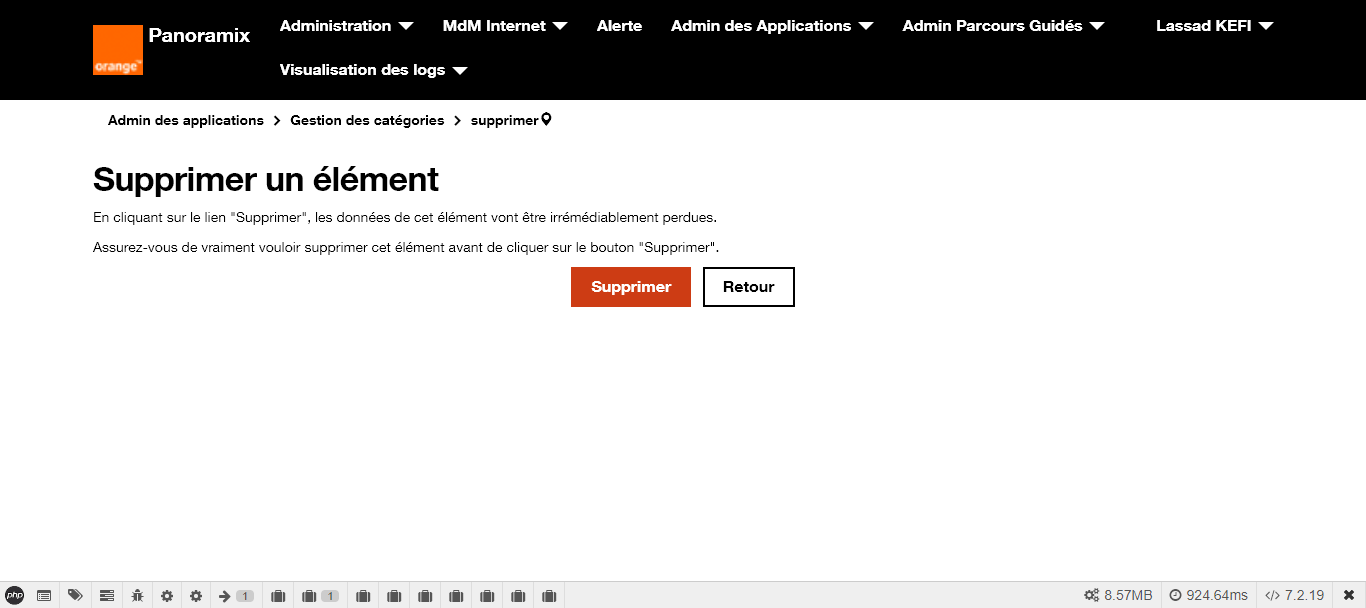 orange™
Panoramix
Administration
MdM Internet
Alerte
Admin des Applications
Admin Parcours Guidés
Lassad KEFI
Visualisation des logs
Admin des applications
Gestion des catégories
supprimer
Supprimer un élément
En cliquant sur le lien "Supprimer", les données de cet élément vont être irrémédiablement perdues.
Assurez-vous de vraiment vouloir supprimer cet élément avant de cliquer sur le bouton "Supprimer".
Supprimer
Retour
php
1
1
8.57MB
924.64ms
7.2.19